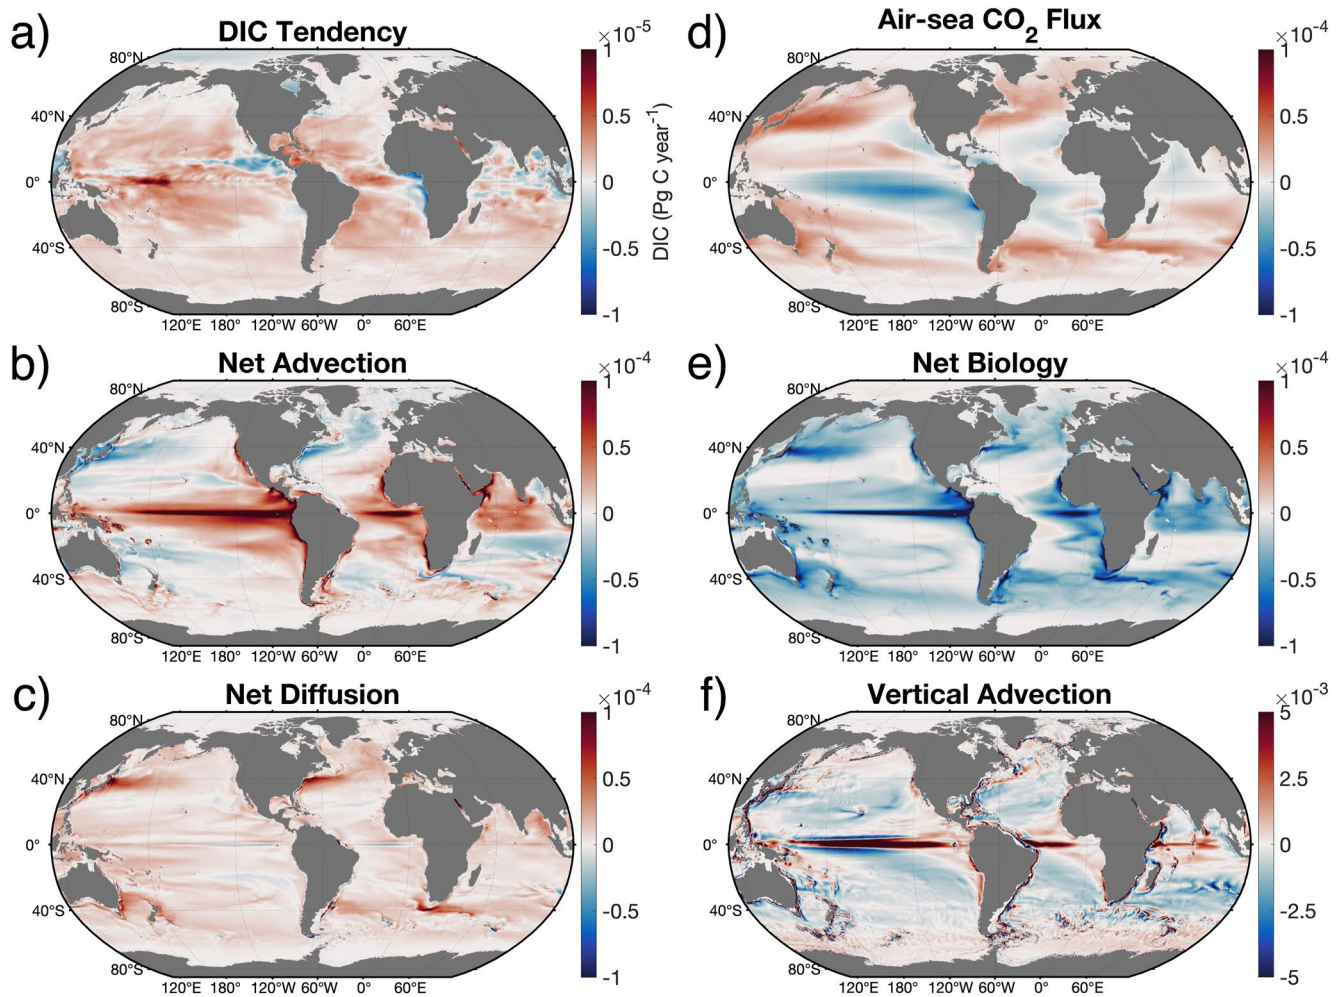 a)
DIC Tendency
×10⁻⁵
80°N
40°N
0°
40°S
80°S
120°E 180° 120°W 60°W 0° 60°E
1
0.5
0
-0.5
-1
DIC (Pg C year⁻¹)
d)
Air-sea CO₂ Flux
×10⁻⁴
80°N
40°N
0°
40°S
80°S
120°E 180° 120°W 60°W 0° 60°E
1
0.5
0
-0.5
-1
b)
Net Advection
×10⁻⁴
80°N
40°N
0°
40°S
80°S
120°E 180° 120°W 60°W 0° 60°E
1
0.5
0
-0.5
-1
e)
Net Biology
×10⁻⁴
80°N
40°N
0°
40°S
80°S
120°E 180° 120°W 60°W 0° 60°E
1
0.5
0
-0.5
-1
c)
Net Diffusion
×10⁻⁴
80°N
40°N
0°
40°S
80°S
120°E 180° 120°W 60°W 0° 60°E
1
0.5
0
-0.5
-1
f)
Vertical Advection
×10⁻³
80°N
40°N
0°
40°S
80°S
120°E 180° 120°W 60°W 0° 60°E
5
2.5
0
-2.5
-5